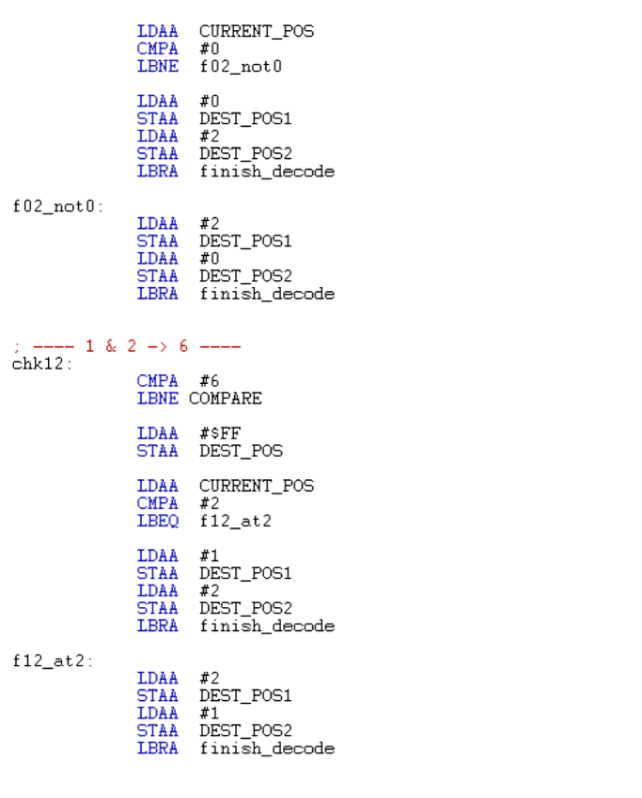 LDAA CURRENT_POS
CMPA #0
LBNE f02_not0
LDAA #0
STAA DEST_POS1
LDAA #2
STAA DEST_POS2
LBRA finish_decode
f02_not0:
LDAA #2
STAA DEST_POS1
LDAA #0
STAA DEST_POS2
LBRA finish_decode
; ---- 1 & 2 -> 6 ----
chk12:
CMPA #6
LBNE COMPARE
LDAA #$FF
STAA DEST_POS
LDAA CURRENT_POS
CMPA #2
LBEQ f12_at2
LDAA #1
STAA DEST_POS1
LDAA #2
STAA DEST_POS2
LBRA finish_decode
f12_at2:
LDAA #2
STAA DEST_POS1
LDAA #1
STAA DEST_POS2
LBRA finish_decode